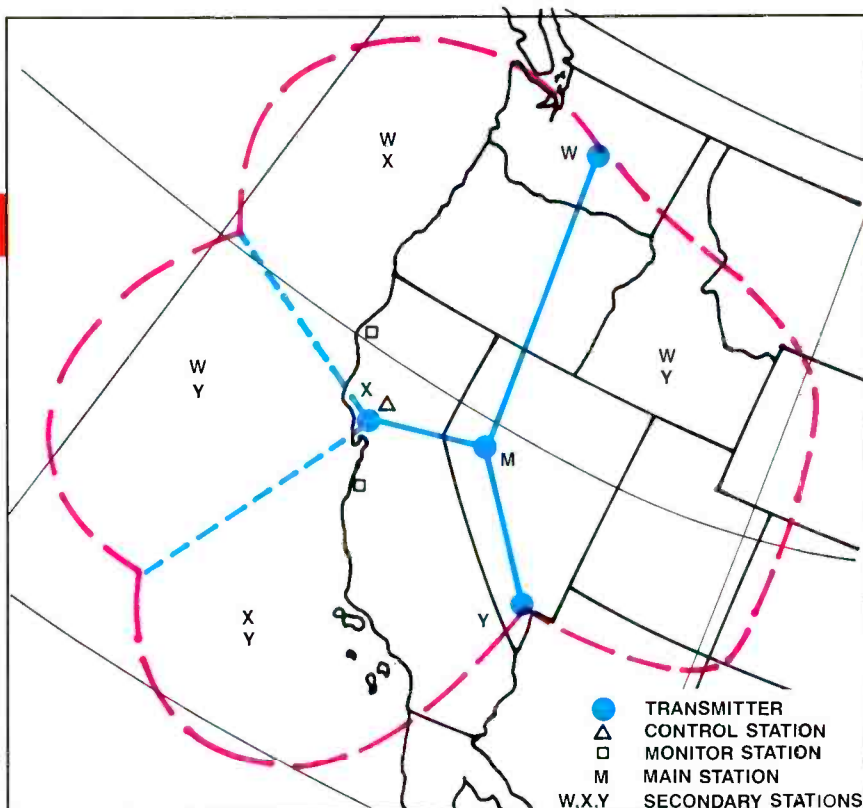 W
X
W
W
Y
W
Y
X
M
X
Y
Y
TRANSMITTER
CONTROL STATION
MONITOR STATION
M MAIN STATION
W,X,Y SECONDARY STATIONS